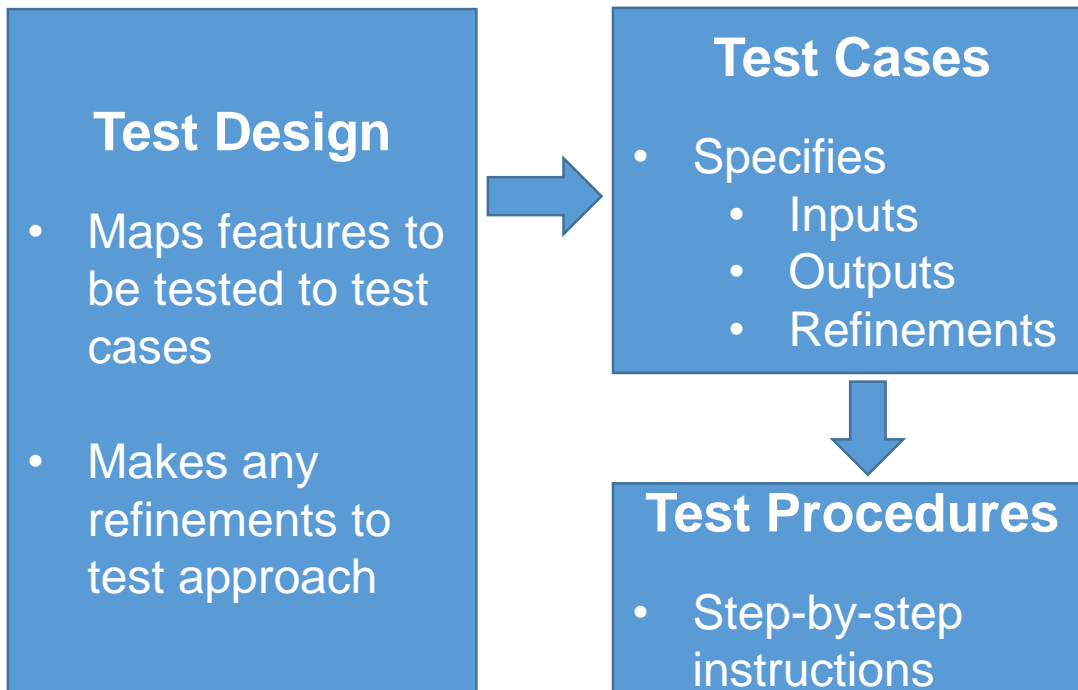 Test Design
• Maps features to
be tested to test
cases
• Makes any
refinements to
test approach
Test Cases
• Specifies
• Inputs
• Outputs
• Refinements
Test Procedures
• Step-by-step
instructions